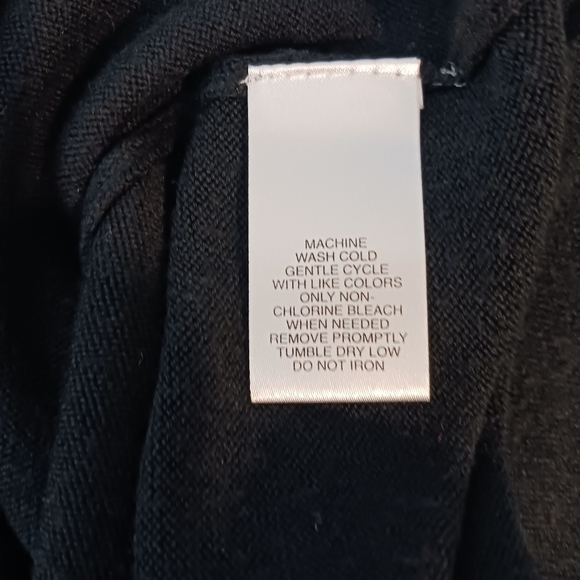 MACHINE
WASH COLD
GENTLE CYCLE
WITH LIKE COLORS
ONLY NON-
CHLORINE BLEACH
WHEN NEEDED
REMOVE PROMPTLY
TUMBLE DRY LOW
DO NOT IRON